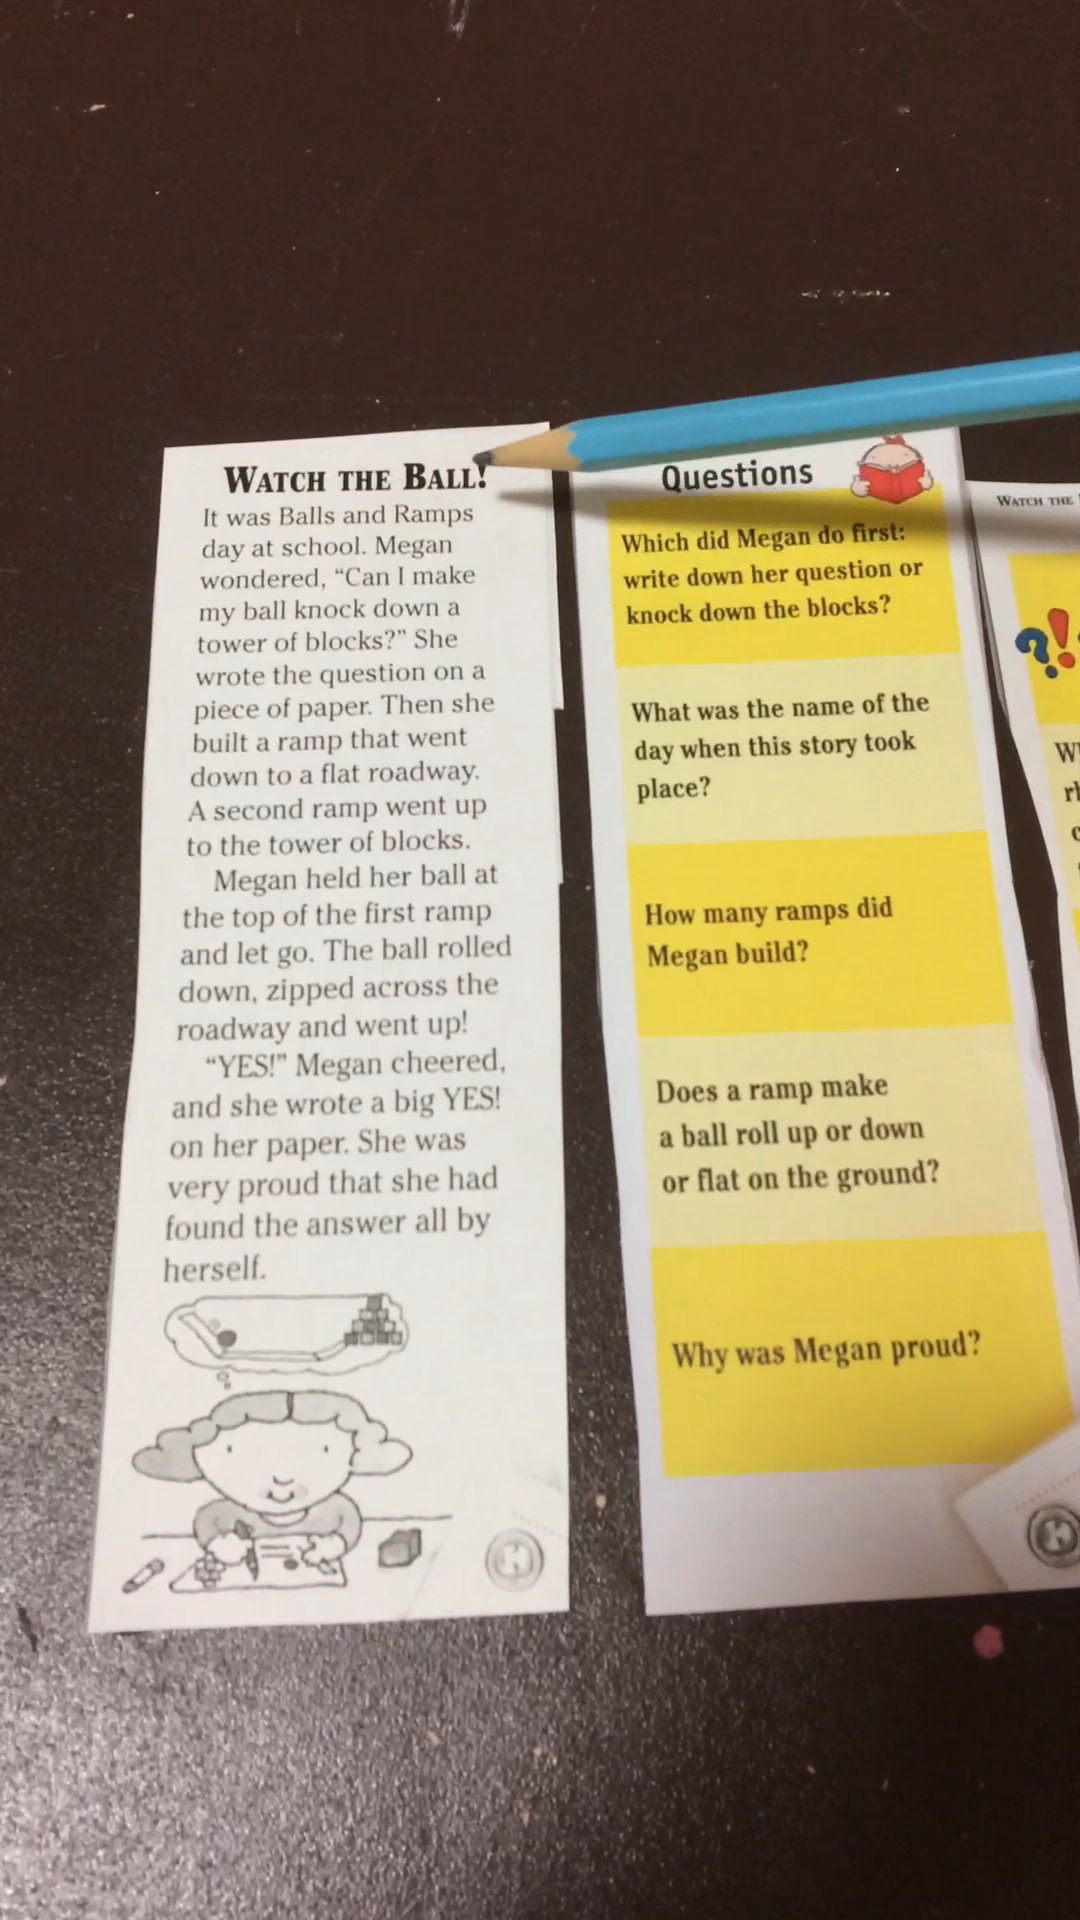 WATCH THE BALL!
It was Balls and Ramps
day at school. Megan
wondered, “Can I make
my ball knock down a
tower of blocks?” She
wrote the question on a
piece of paper. Then she
built a ramp that went
down to a flat roadway.
A second ramp went up
to the tower of blocks.
Megan held her ball at
the top of the first ramp
and let go. The ball rolled
down, zipped across the
roadway and went up!
“YES!” Megan cheered,
and she wrote a big YES!
on her paper. She was
very proud that she had
found the answer all by
herself.
Questions
Which did Megan do first:
write down her question or
knock down the blocks?
What was the name of the
day when this story took
place?
How many ramps did
Megan build?
Does a ramp make
a ball roll up or down
or flat on the ground?
Why was Megan proud?
WATCH THE
?!